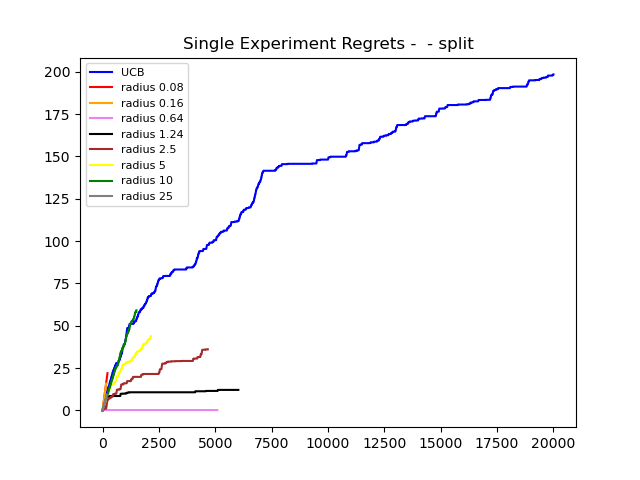 Single Experiment Regrets -  - split
200
175
150
125
100
75
50
25
0
UCB
radius 0.08
radius 0.16
radius 0.64
radius 1.24
radius 2.5
radius 5
radius 10
radius 25
0 2500 5000 7500 10000 12500 15000 17500 20000